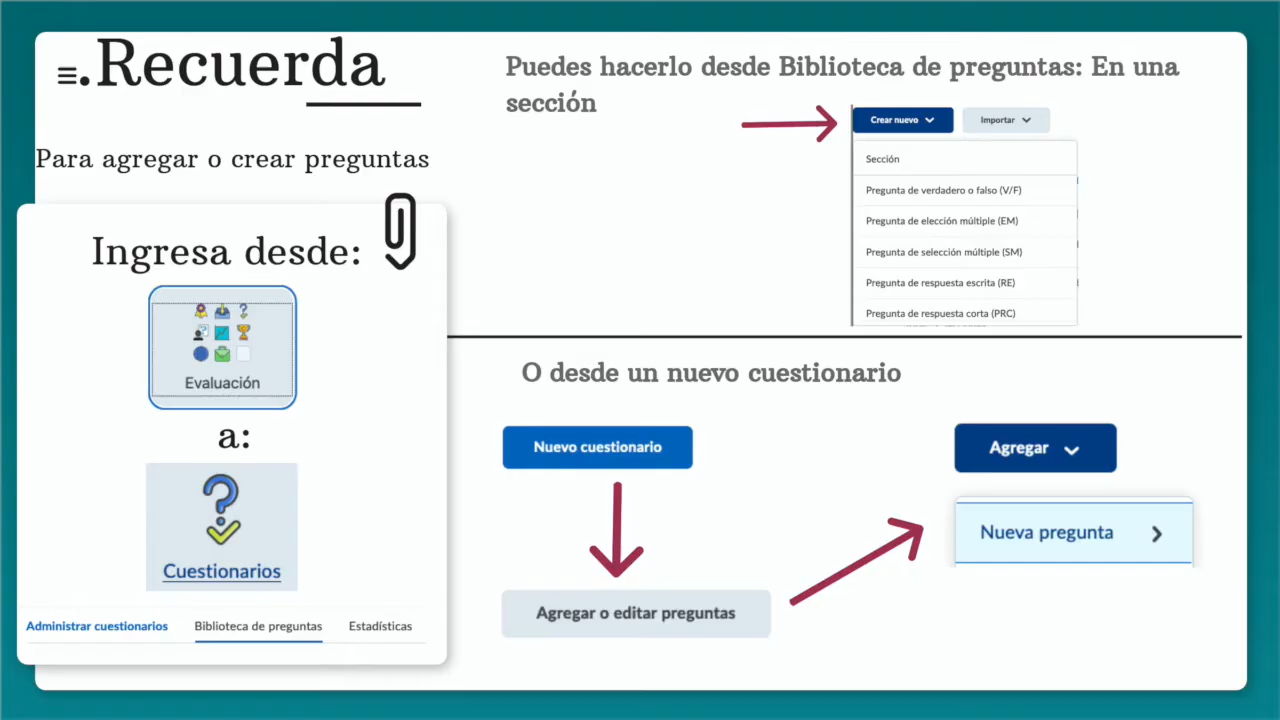 .Recuerda
Para agregar o crear preguntas
Ingresa desde:
Evaluación
a:
Cuestionarios
Administrar cuestionarios
Biblioteca de preguntas
Estadísticas
Puedes hacerlo desde Biblioteca de preguntas: En una
sección
Crear nuevo
Importar
Sección
Pregunta de verdadero o falso (V/F)
Pregunta de elección múltiple (EM)
Pregunta de selección múltiple (SM)
Pregunta de respuesta escrita (RE)
Pregunta de respuesta corta (PRC)
O desde un nuevo cuestionario
Nuevo cuestionario
Agregar o editar preguntas
Agregar
Nueva pregunta